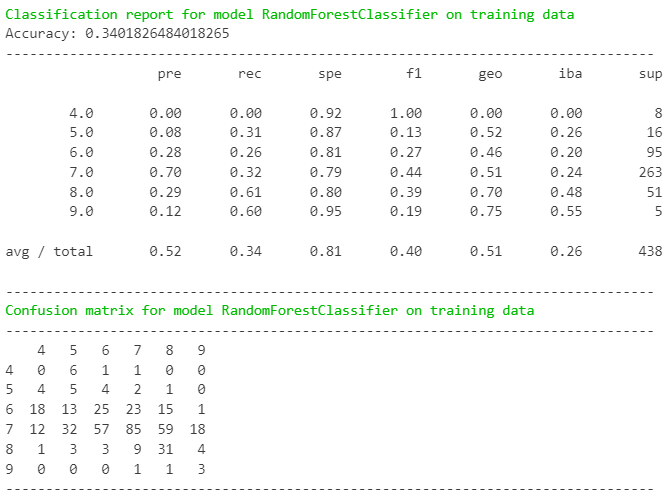 Classification report for model RandomForestClassifier on training data
Accuracy: 0.3401826484018265
---------------------------------------------------------------------------------
pre rec spe f1 geo iba sup
4.0 0.00 0.00 0.92 1.00 0.00 0.00 8
5.0 0.08 0.31 0.87 0.13 0.52 0.26 16
6.0 0.28 0.26 0.81 0.27 0.46 0.20 95
7.0 0.70 0.32 0.79 0.44 0.51 0.24 263
8.0 0.29 0.61 0.80 0.39 0.70 0.48 51
9.0 0.12 0.60 0.95 0.19 0.75 0.55 5
avg / total 0.52 0.34 0.81 0.40 0.51 0.26 438
---------------------------------------------------------------------------------
Confusion matrix for model RandomForestClassifier on training data
---------------------------------------------------------------------------------
4 5 6 7 8 9
4 0 6 1 1 0 0
5 4 5 4 2 1 0
6 18 13 25 23 15 1
7 12 32 57 85 59 18
8 1 3 3 9 31 4
9 0 0 0 1 1 3
---------------------------------------------------------------------------------